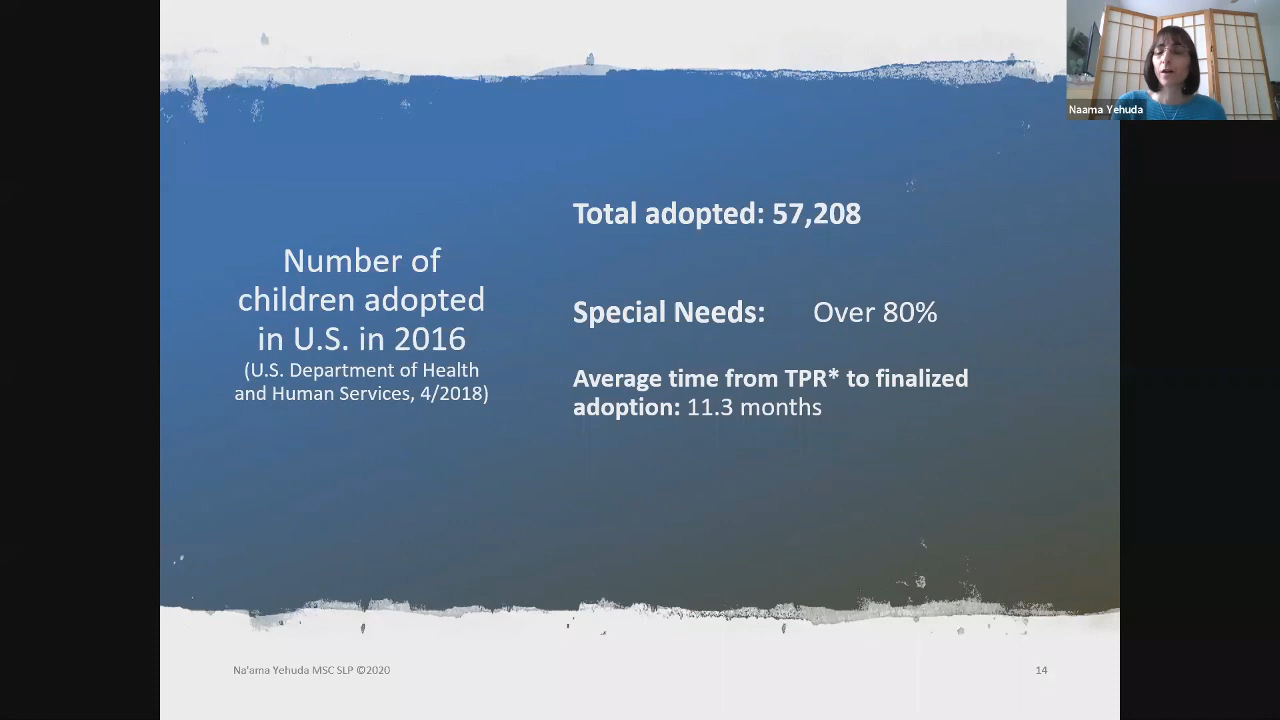 Naama Yehuda
Number of
children adopted
in U.S. in 2016
(U.S. Department of Health
and Human Services, 4/2018)
Total adopted: 57,208
Special Needs: Over 80%
Average time from TPR* to finalized
adoption: 11.3 months
Na'ama Yehuda MSC SLP ©2020
14